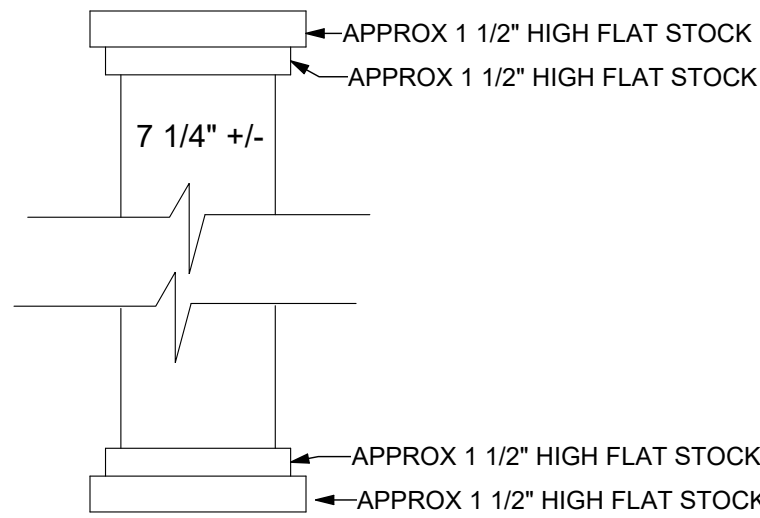 APPROX 1 1/2" HIGH FLAT STOCK
APPROX 1 1/2" HIGH FLAT STOCK
7 1/4" +/-
APPROX 1 1/2" HIGH FLAT STOCK
APPROX 1 1/2" HIGH FLAT STOCK